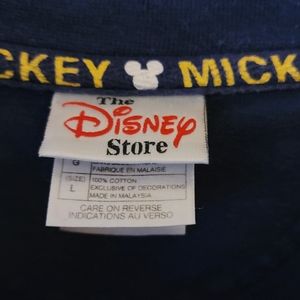 CKEY MICK
The
Disney
Store
G
FABRIQUE EN MALAISIE
(SIZE) 100% COTTON
L EXCLUSIVE OF DECORATIONS
MADE IN MALAYSIA
CARE ON REVERSE
INDICATIONS AU VERSO